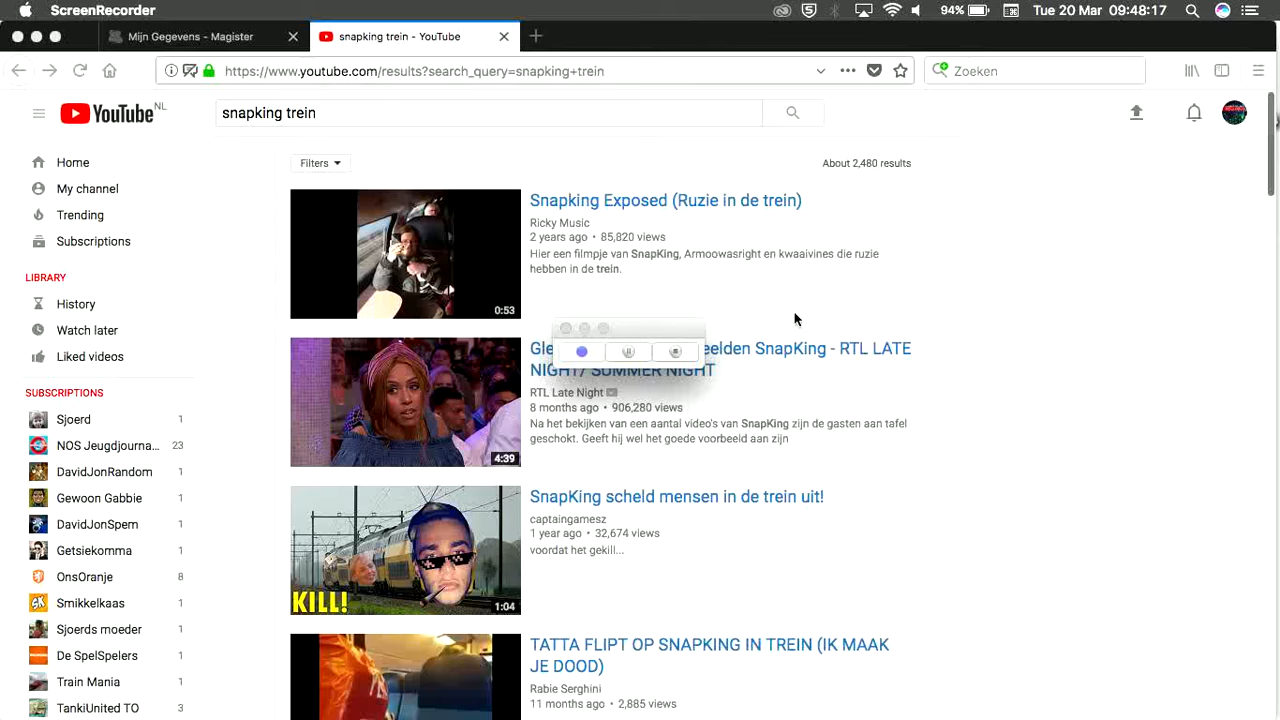 ScreenRecorder
94%
Tue 20 Mar 09:48:17
Mijn Gegevens - Magister
snapking trein - YouTube
https://www.youtube.com/results?search_query=snapking+trein
Zoeken
YouTube NL
snapking trein
Home
My channel
Trending
Subscriptions
LIBRARY
History
Watch later
Liked videos
SUBSCRIPTIONS
Sjoerd 1
NOS Jeugdjourna... 23
DavidJonRandom 1
Gewoon Gabbie 1
DavidJonSpem 1
Getsiekomma 1
OnsOranje 8
Smikkelkaas 1
Sjoerds moeder 1
De SpelSpelers 1
Train Mania 1
TankiUnited TO 3
Filters
About 2,480 results
0:53
Snapking Exposed (Ruzie in de trein)
Ricky Music
2 years ago • 85,820 views
Hier een filmpje van SnapKing, Armoowasright en kwaaivines die ruzie
hebben in de trein.
4:39
elden SnapKing - RTL LATE
NIGHT/ SUMMER NIGHT
RTL Late Night
8 months ago • 906,280 views
Na het bekijken van een aantal video's van SnapKing zijn de gasten aan tafel
geschokt. Geeft hij wel het goede voorbeeld aan zijn
KILL!
1:04
SnapKing scheld mensen in de trein uit!
captaingamesz
1 year ago • 32,674 views
voordat het gekill...
TATTA FLIPT OP SNAPKING IN TREIN (IK MAAK
JE DOOD)
Rabie Serghini
11 months ago • 2,885 views